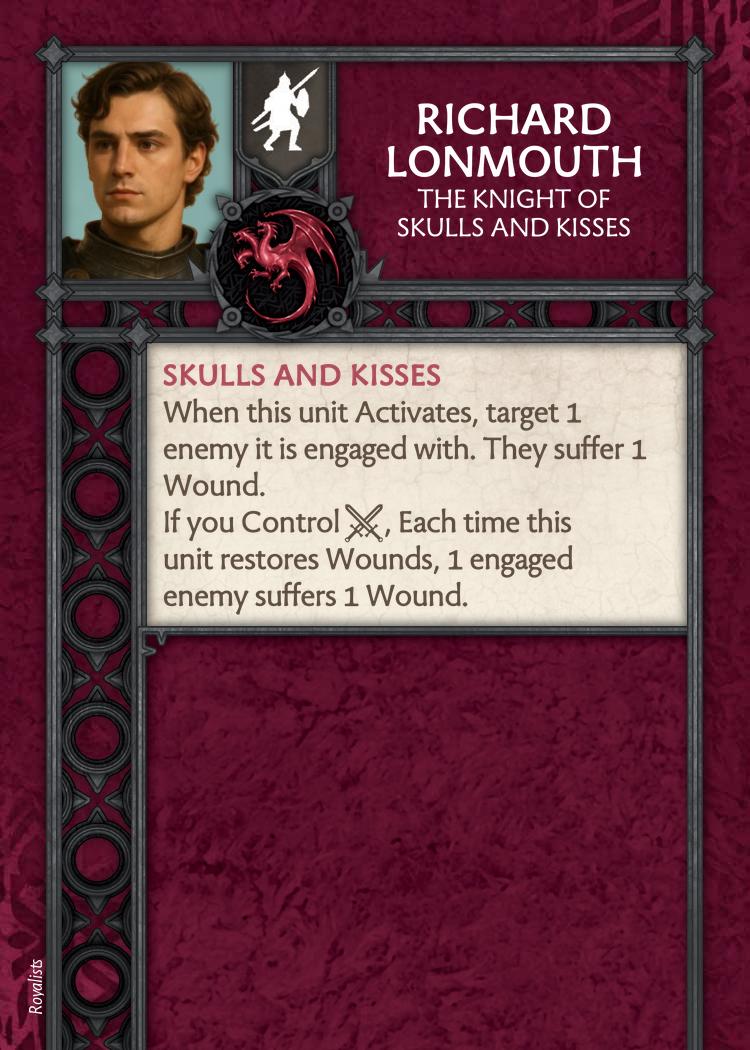 RICHARD
LONMOUTH
THE KNIGHT OF
SKULLS AND KISSES
SKULLS AND KISSES
When this unit Activates, target 1
enemy it is engaged with. They suffer 1
Wound.
If you Control , Each time this
unit restores Wounds, 1 engaged
enemy suffers 1 Wound.
Royalists